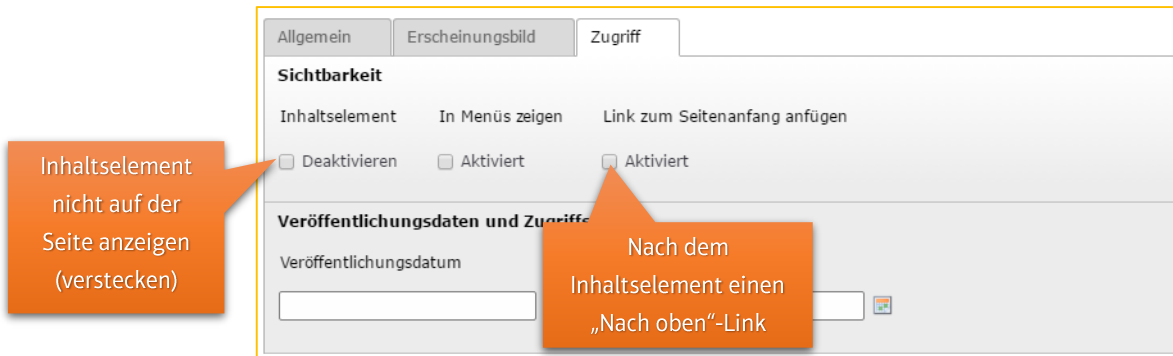 Allgemein
Erscheinungsbild
Zugriff
Sichtbarkeit
Inhaltselement
In Menüs zeigen
Link zum Seitenanfang anfügen
Deaktivieren
Aktiviert
Aktiviert
Inhaltselement
nicht auf der
Seite anzeigen
(verstecken)
Veröffentlichungsdaten und Zugriffs
Veröffentlichungsdatum
Nach dem
Inhaltselement einen
„Nach oben“-Link